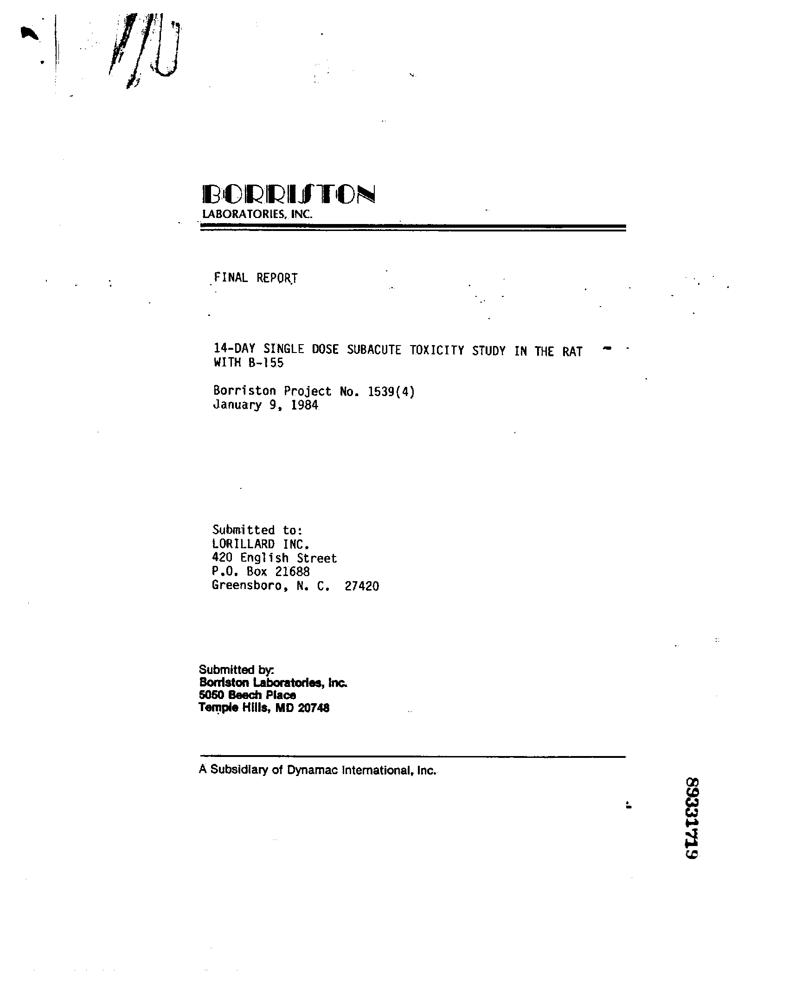 BORRISTON
LABORATORIES, INC.
FINAL REPORT
14-DAY SINGLE DOSE SUBACUTE TOXICITY STUDY IN THE RAT
WITH B-155
Borriston Project No. 1539(4)
January 9, 1984
Submitted to:
LORILLARD INC.
420 English Street
P.O. Box 21688
Greensboro, N. C. 27420
Submitted by:
Borriston Laboratories, Inc.
5050 Beech Place
Temple Hills, MD 20748
A Subsidiary of Dynamac International, Inc.
89331719